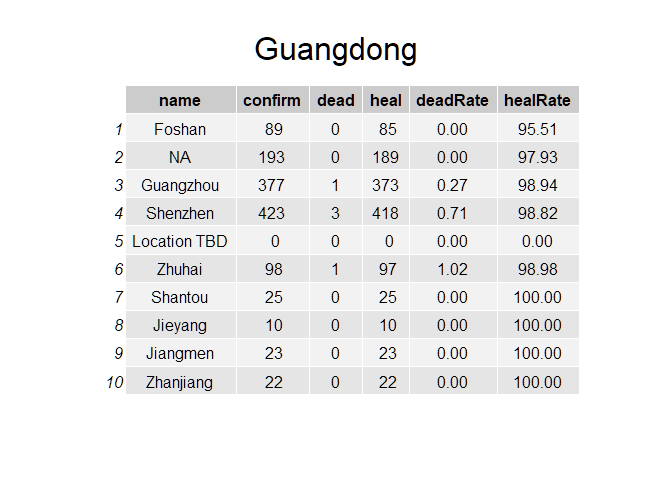 Guangdong
name confirm dead heal deadRate healRate
1 Foshan 89 0 85 0.00 95.51
2 NA 193 0 189 0.00 97.93
3 Guangzhou 377 1 373 0.27 98.94
4 Shenzhen 423 3 418 0.71 98.82
5 Location TBD 0 0 0 0.00 0.00
6 Zhuhai 98 1 97 1.02 98.98
7 Shantou 25 0 25 0.00 100.00
8 Jieyang 10 0 10 0.00 100.00
9 Jiangmen 23 0 23 0.00 100.00
10 Zhanjiang 22 0 22 0.00 100.00